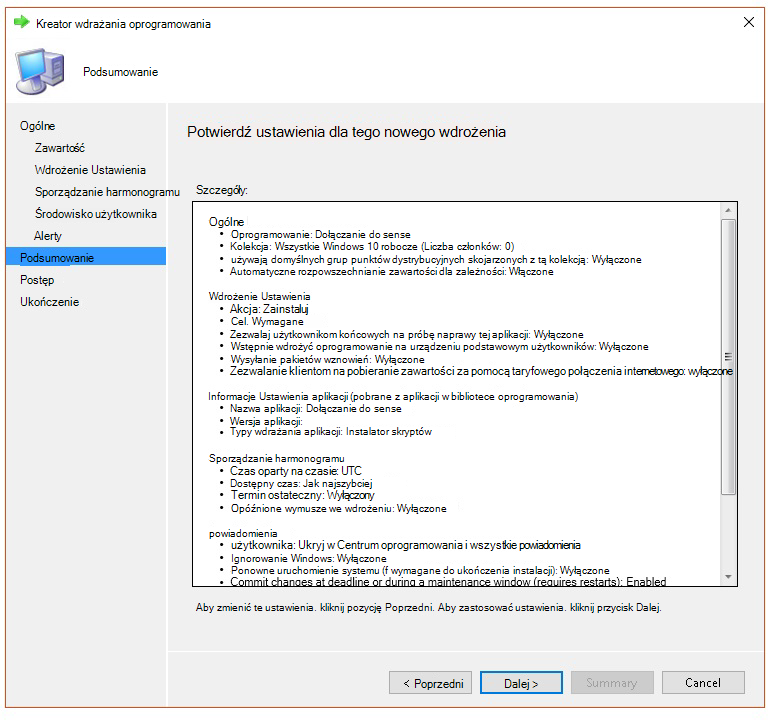 Kreator wdrażania oprogramowania
Podsumowanie
Ogólne
Zawartość
Wdrożenie Ustawienia
Sporządzanie harmonogramu
Środowisko użytkownika
Alerty
Podsumowanie
Postęp
Ukończenie
Potwierdź ustawienia dla tego nowego wdrożenia
Szczegóły:
Ogólne
• Oprogramowanie: Dołączanie do sense
• Kolekcja: Wszystkie Windows 10 robocze (Liczba członków: 0)
• używają domyślnych grup punktów dystrybucyjnych skojarzonych z tą kolekcją: Wyłączone
• Automatyczne rozpowszechnianie zawartości dla zależności: Włączone
Wdrożenie Ustawienia
• Akcja: Zainstaluj
• Cel. Wymagane
• Zezwalaj użytkownikom końcowych na próbę naprawy tej aplikacji: Wyłączone
• Wstępnie wdrożyć oprogramowanie na urządzeniu podstawowym użytkowników: Wyłączone
• Wysyłanie pakietów wznowień: Wyłączone
• Zezwalanie klientom na pobieranie zawartości za pomocą taryfowego połączenia internetowego: wyłączone
Informacje Ustawienia aplikacji (pobrane z aplikacji w bibliotece oprogramowania)
• Nazwa aplikacji: Dołączanie do sense
• Wersja aplikacji:
• Typy wdrażania aplikacji: Instalator skryptów
Sporządzanie harmonogramu
• Czas oparty na czasie: UTC
• Dostępny czas: Jak najszybciej
• Termin ostateczny: Wyłączony
• Opóźnione wymusze we wdrożeniu: Wyłączone
powiadomienia
• użytkownika: Ukryj w Centrum oprogramowania i wszystkie powiadomienia
• Ignorowanie Windows: Wyłączone
• Ponowne uruchomienie systemu (f wymagane do ukończenia instalacji): Wyłączone
• Commit changes at deadline or during a maintenance window (requires restarts): Enabled
Aby zmienić te ustawienia. kliknij pozycję Poprzedni. Aby zastosować ustawienia. kliknij przycisk Dalej.
< Poprzedni
Dalej >
Summary
Cancel